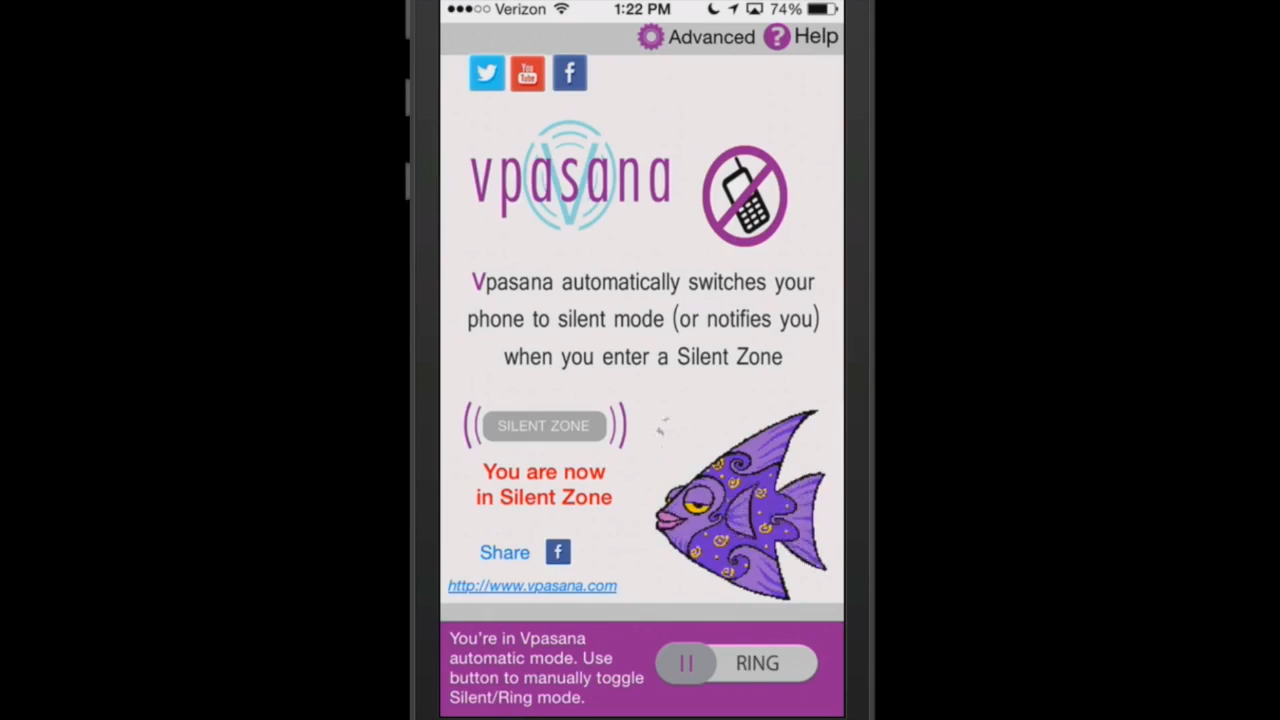 Verizon 1:22 PM 74%
Advanced ? Help
You Tube f
vpasana
Vpasana automatically switches your
phone to silent mode (or notifies you)
when you enter a Silent Zone
SILENT ZONE
You are now
in Silent Zone
Share f
http://www.vpasana.com
You're in Vpasana
automatic mode. Use
button to manually toggle
Silent/Ring mode.
RING